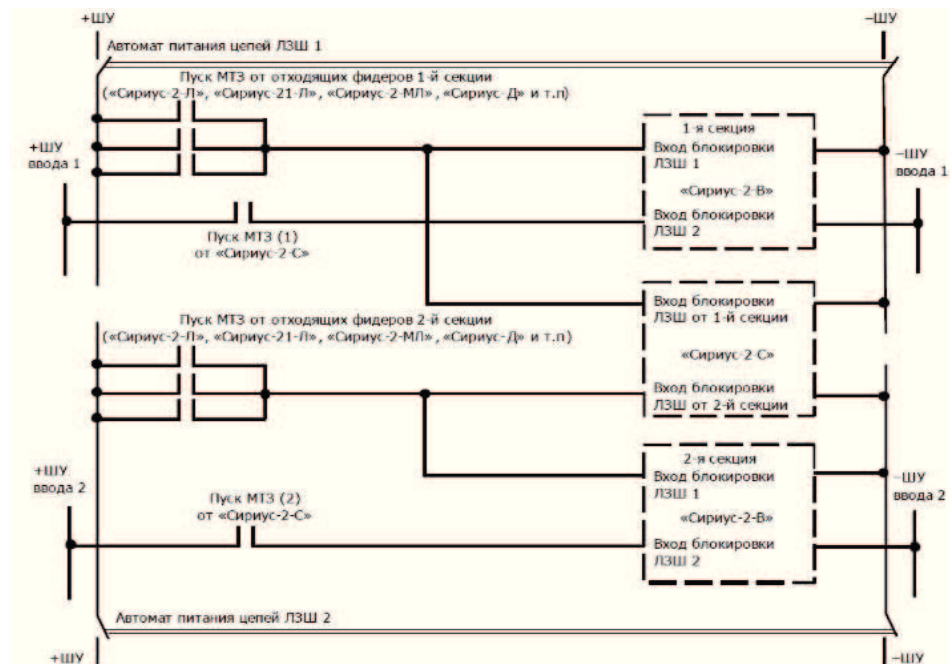 +ШУ
–ШУ
Автомат питания цепей ЛЗШ 1
Пуск МТЗ от отходящих фидеров 1-й секции
(«Сириус-2-Л», «Сириус-21-Л», «Сириус-2-МЛ», «Сириус-Д» и т.п)
+ШУ
ввода 1
1-я секция
Вход блокировки
ЛЗШ 1
«Сириус-2-В»
Вход блокировки
ЛЗШ 2
–ШУ
ввода 1
Пуск МТЗ (1)
от «Сириус-2-С»
Вход блокировки
ЛЗШ от 1-й секции
«Сириус-2-С»
Вход блокировки
ЛЗШ от 2-й секции
Пуск МТЗ от отходящих фидеров 2-й секции
(«Сириус-2-Л», «Сириус-21-Л», «Сириус-2-МЛ», «Сириус-Д» и т.п)
+ШУ
ввода 2
2-я секция
Вход блокировки
ЛЗШ 1
«Сириус-2-В»
Вход блокировки
ЛЗШ 2
–ШУ
ввода 2
Пуск МТЗ (2)
от «Сириус-2-С»
Автомат питания цепей ЛЗШ 2
+ШУ
–ШУ